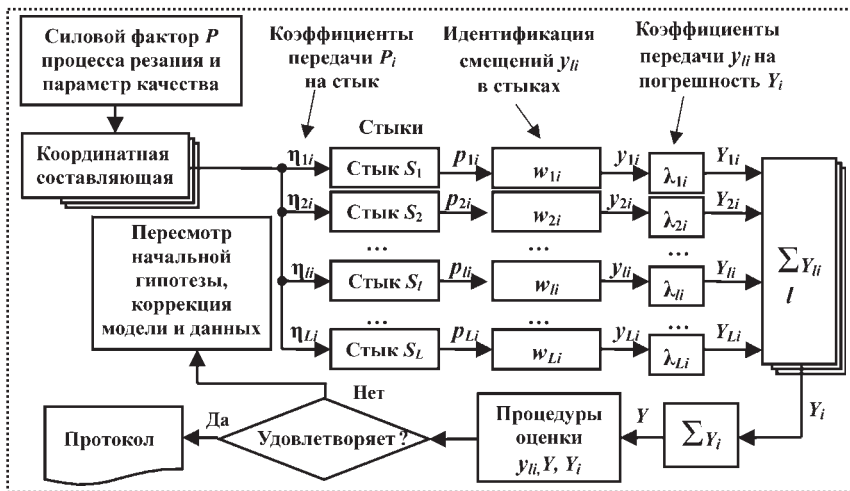 Силовой фактор P
процесса резания и
параметр качества
Коэффициенты
передачи Pi
на стык
Идентификация
смещений yli
в стыках
Коэффициенты
передачи yli на
погрешность Yi
Стыки
Координатная
составляющая
η1i
Стык S1
p1i
w1i
y1i
λ1i
Y1i
η2i
Стык S2
p2i
w2i
y2i
λ2i
Y2i
... ... ...
ηli
Стык Sl
pli
wli
yli
λli
Yli
... ... ...
ηLi
Стык SL
pLi
wLi
yLi
λLi
YLi
∑Yli
l
Пересмотр
начальной
гипотезы,
коррекция
модели и данных
Yi
∑Yi
Y
Процедуры
оценки
yli, Y, Yi
Удовлетворяет ?
Нет
Да
Протокол